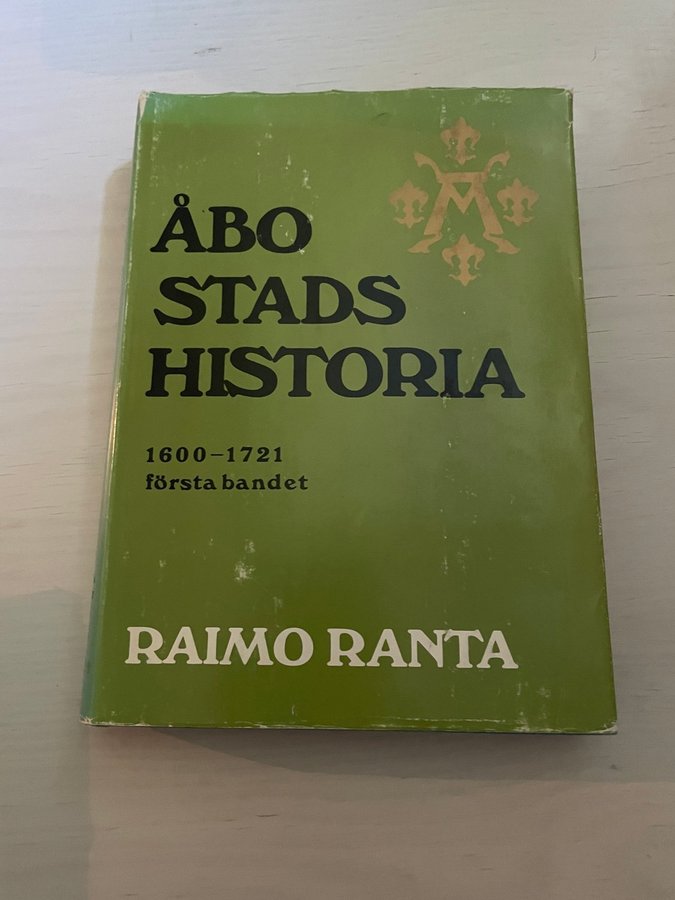 ÅBO
STADS
HISTORIA
1600–1721
första bandet
RAIMO RANTA